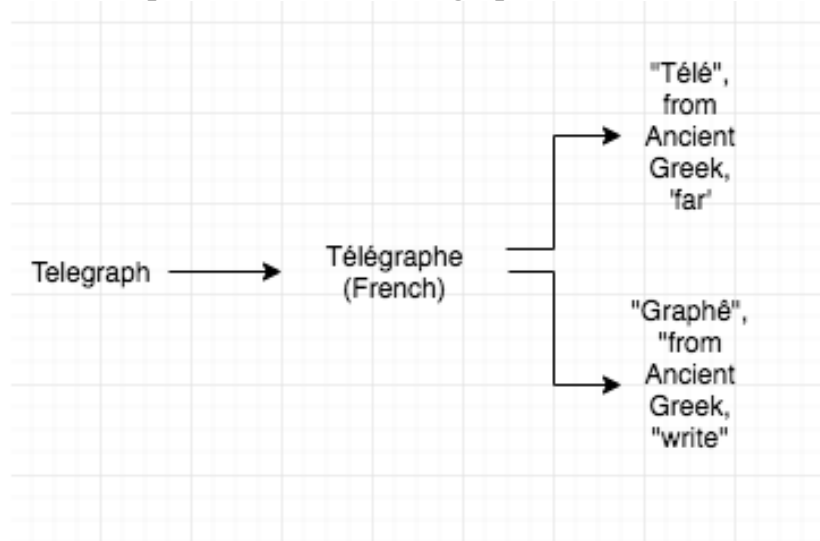 Telegraph
Télégraphe
(French)
"Télé",
from
Ancient
Greek,
'far'
"Graphê",
"from
Ancient
Greek,
"write"